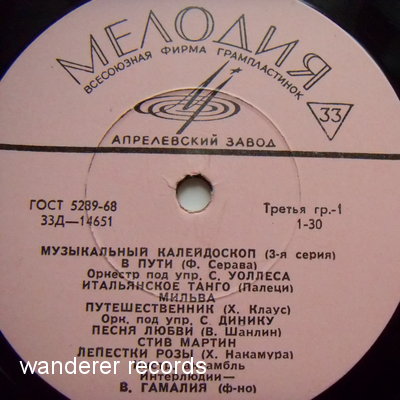 МЕЛОДИЯ
ВСЕСОЮЗНАЯ ФИРМА ГРАМПЛАСТИНОК
33
АПРЕЛЕВСКИЙ ЗАВОД
ГОСТ 5289-68
33Д—14651
Третья гр.-1
1-30
МУЗЫКАЛЬНЫЙ КАЛЕЙДОСКОП (3-я серия)
В ПУТИ (Ф. Серава)
Оркестр под упр. С. УОЛЛЕСА
ИТАЛЬЯНСКОЕ ТАНГО (Палеци)
МИЛЬВА
ПУТЕШЕСТВЕННИК (Х. Клаус)
Орк. под упр. С. ДИНИКУ
ПЕСНЯ ЛЮБВИ (В. Шанлин)
СТИВ МАРТИН
ЛЕПЕСТКИ РОЗЫ (Х. Накамура)
Интерлюдии—
В. ГАМАЛИЯ (ф-но)
wanderer records